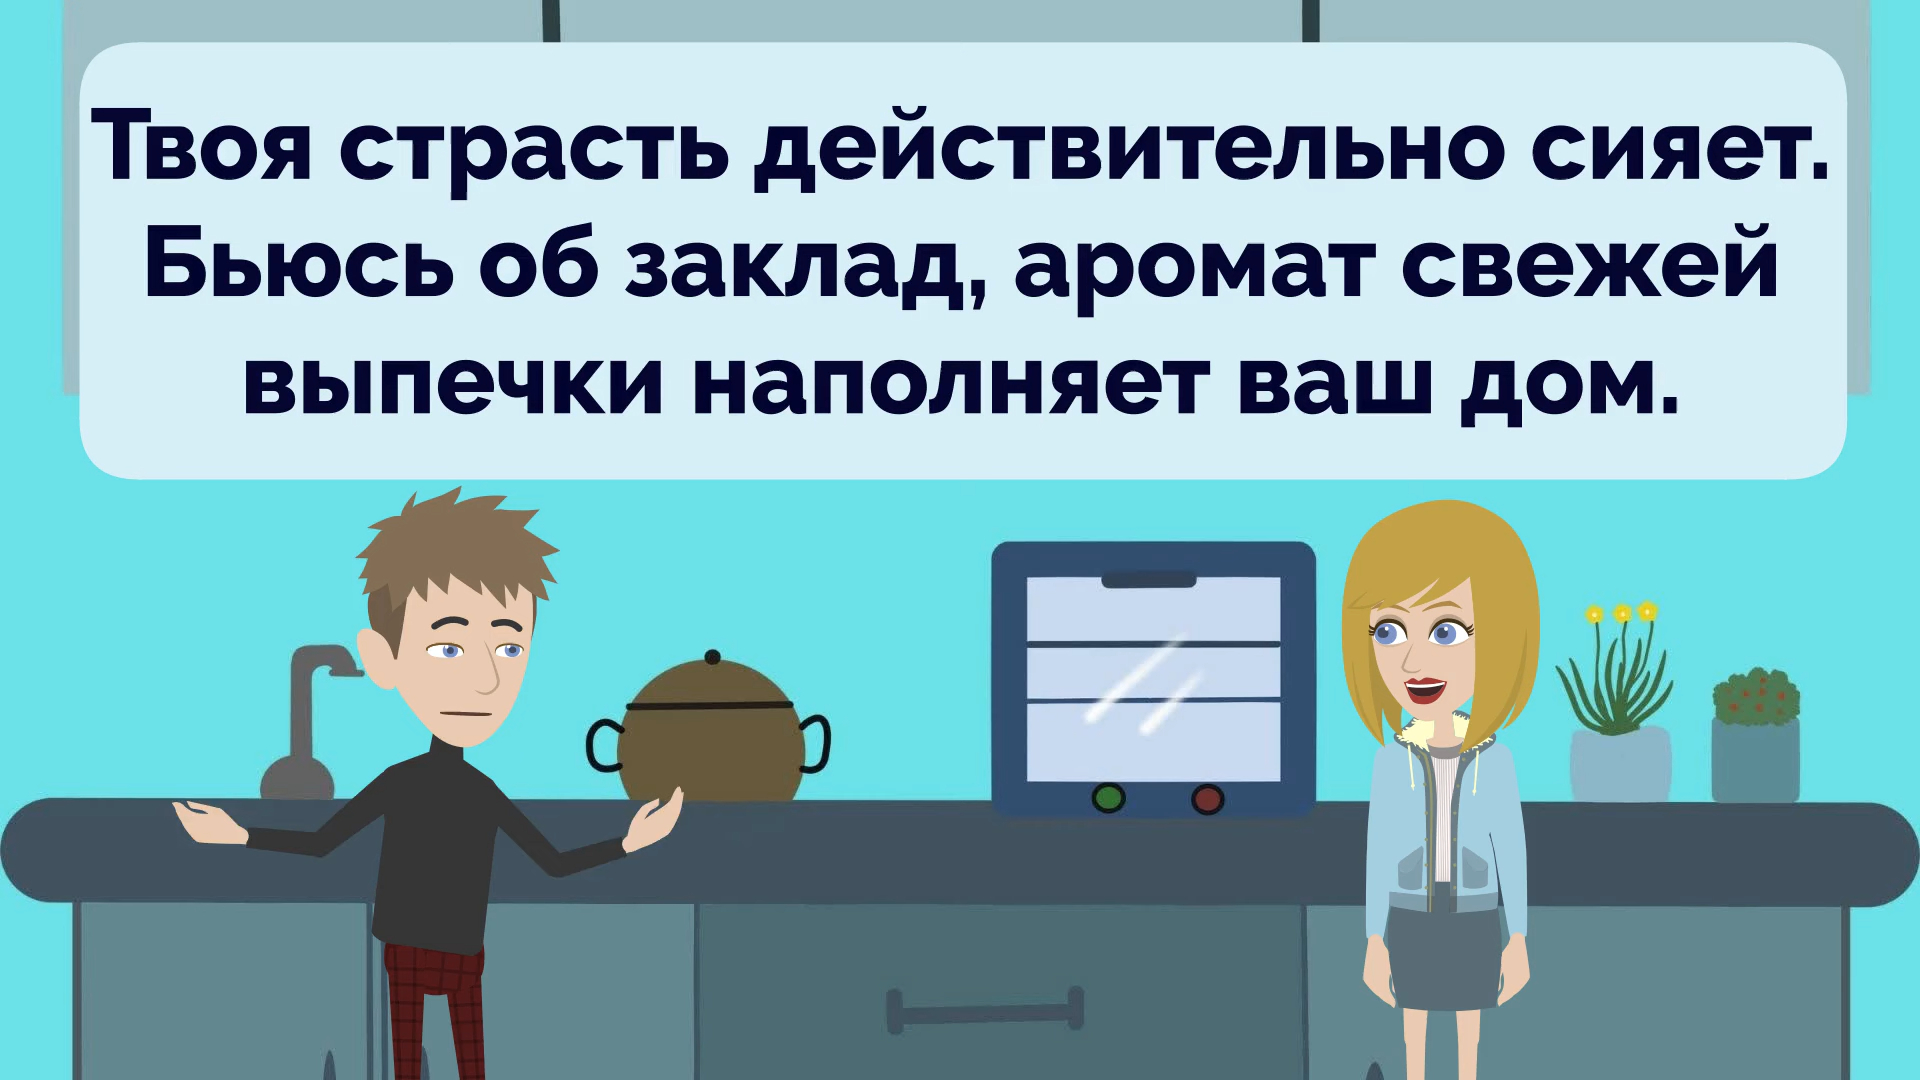 Твоя страсть действительно сияет.
Бьюсь об заклад, аромат свежей
выпечки наполняет ваш дом.